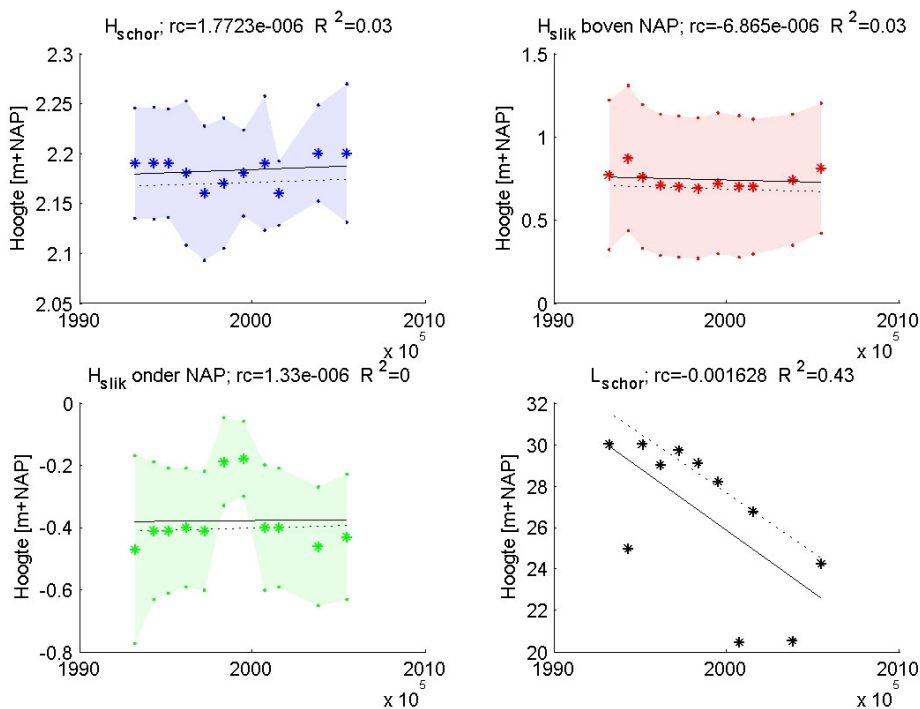 H schor; rc=1.7723e-006 R 2=0.03
Hoogte [m+NAP]
2.3
2.25
2.2
2.15
2.1
2.05
1990
2000
2010
x 10 5
H slik boven NAP; rc=-6.865e-006 R 2=0.03
Hoogte [m+NAP]
1.5
1
0.5
0
1990
2000
2010
x 10 5
H slik onder NAP; rc=1.33e-006 R 2=0
Hoogte [m+NAP]
0
-0.2
-0.4
-0.6
-0.8
1990
2000
2010
x 10 5
L schor; rc=-0.001628 R 2=0.43
Hoogte [m+NAP]
32
30
28
26
24
22
20
1990
2000
2010
x 10 5